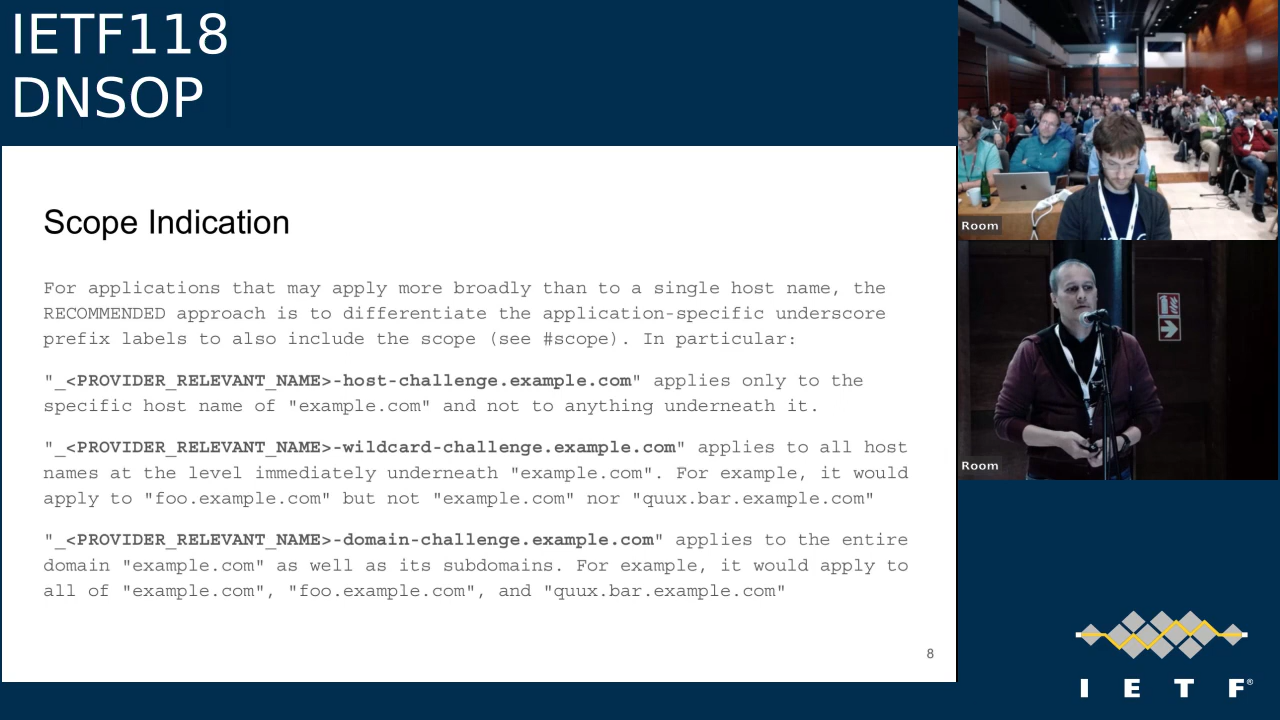 IETF118
DNSOP
Scope Indication
For applications that may apply more broadly than to a single host name, the
RECOMMENDED approach is to differentiate the application-specific underscore
prefix labels to also include the scope (see #scope). In particular:
"_<PROVIDER_RELEVANT_NAME>-host-challenge.example.com" applies only to the
specific host name of "example.com" and not to anything underneath it.
"_<PROVIDER_RELEVANT_NAME>-wildcard-challenge.example.com" applies to all host
names at the level immediately underneath "example.com". For example, it would
apply to "foo.example.com" but not "example.com" nor "quux.bar.example.com"
"_<PROVIDER_RELEVANT_NAME>-domain-challenge.example.com" applies to the entire
domain "example.com" as well as its subdomains. For example, it would apply to
all of "example.com", "foo.example.com", and "quux.bar.example.com"
8
Room
Room
I E T F®